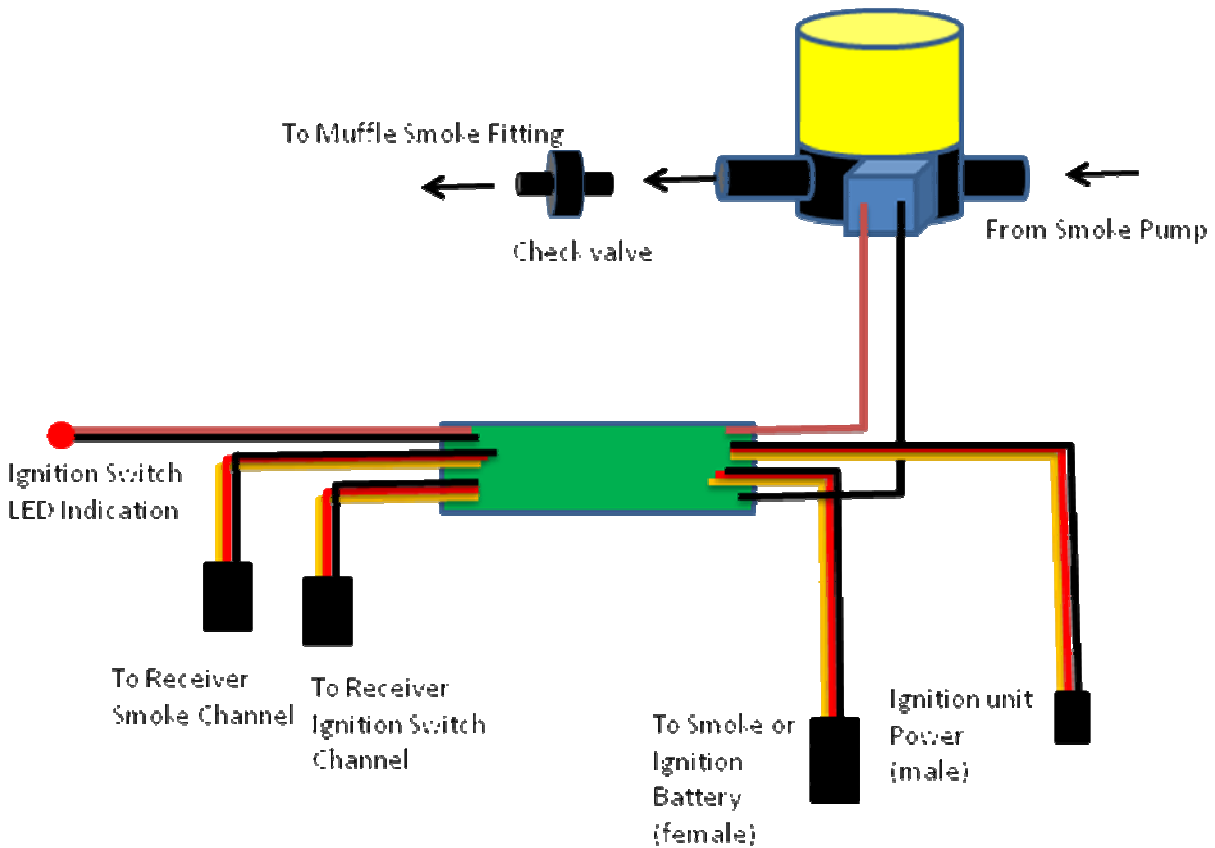 To Muffle Smoke Fitting
Check valve
From Smoke Pump
Ignition Switch
LED Indication
To Receiver
Smoke Channel
To Receiver
Ignition Switch
Channel
To Smoke or
Ignition
Battery
(female)
Ignition unit
Power
(male)